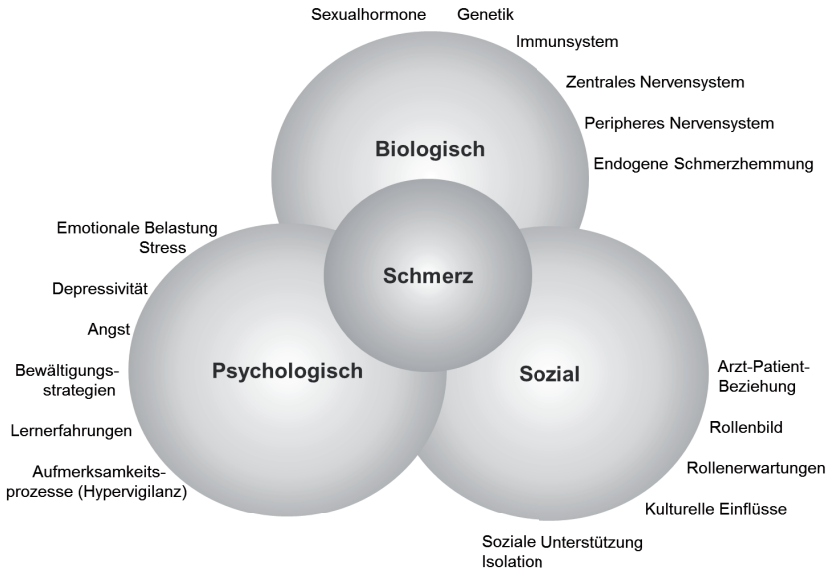 Sexualhormone
Genetik
Immunsystem
Zentrales Nervensystem
Peripheres Nervensystem
Endogene Schmerzhemmung
Biologisch
Schmerz
Emotionale Belastung
Stress
Depressivität
Angst
Bewältigungs-
strategien
Lernerfahrungen
Aufmerksamkeits-
prozesse (Hypervigilanz)
Psychologisch
Sozial
Arzt-Patient-
Beziehung
Rollenbild
Rollenerwartungen
Kulturelle Einflüsse
Soziale Unterstützung
Isolation